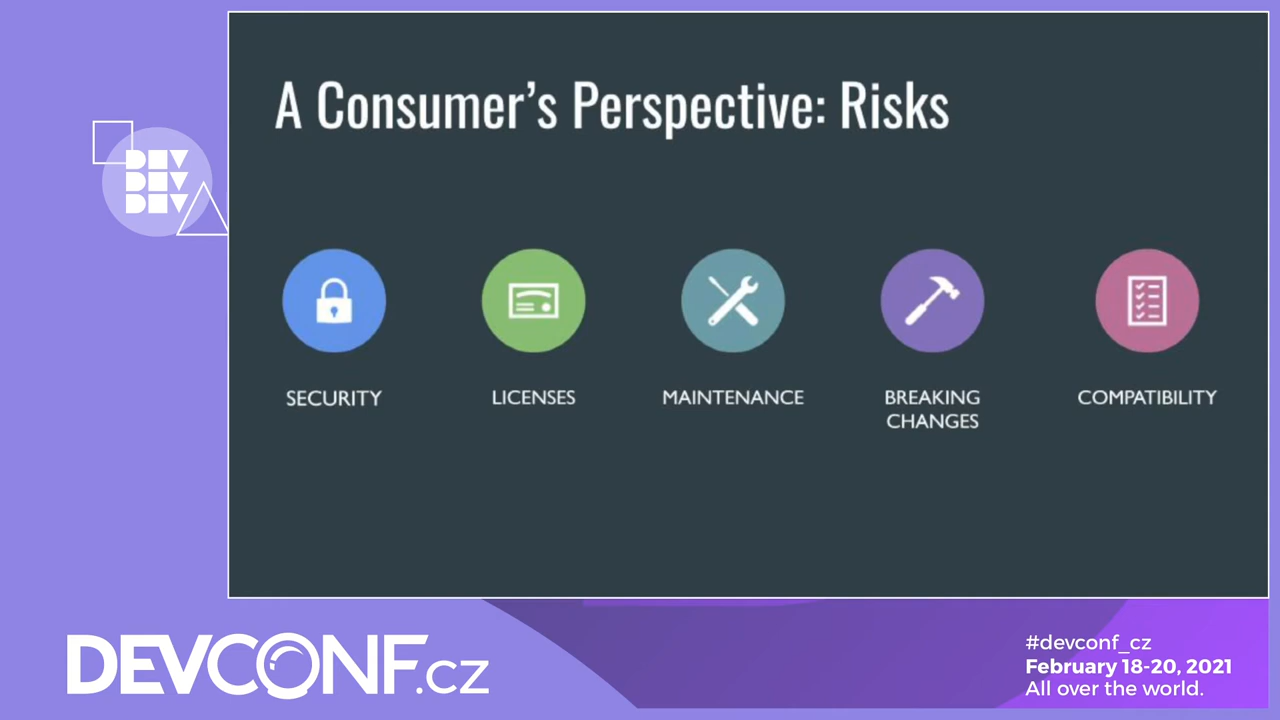 A Consumer's Perspective: Risks
DEV
DEV
DEV
SECURITY
LICENSES
MAINTENANCE
BREAKING
CHANGES
COMPATIBILITY
DEVCONF.cz
#devconf_cz
February 18-20, 2021
All over the world.